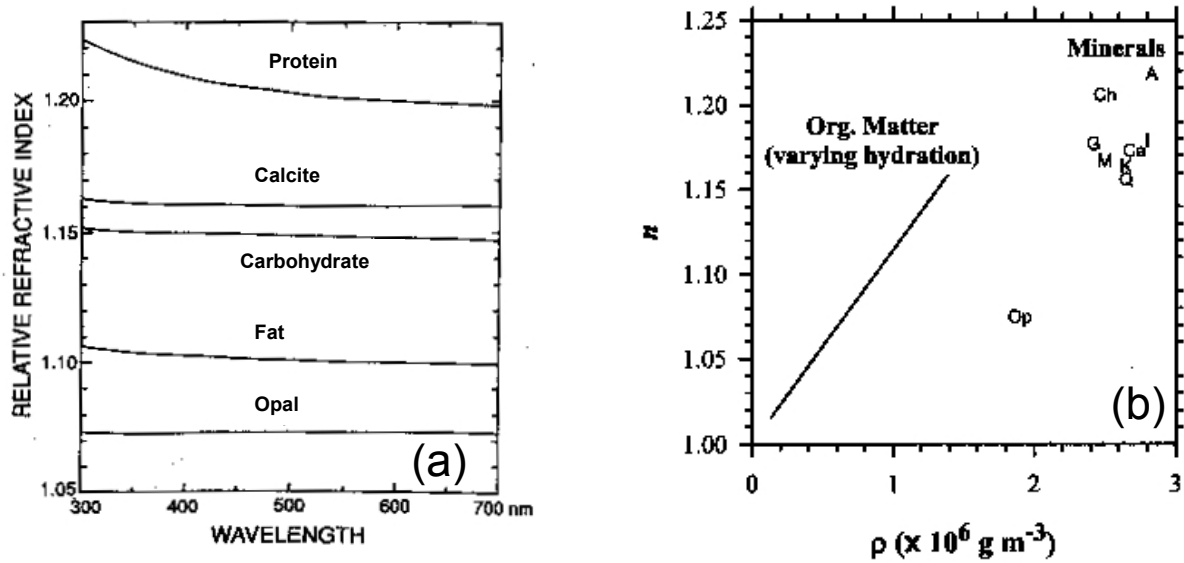 RELATIVE REFRACTIVE INDEX
1.20
1.15
1.10
1.05
Protein
Calcite
Carbohydrate
Fat
Opal
(a)
300
400
500
600
700 nm
WAVELENGTH
n
1.25
1.20
1.15
1.10
1.05
1.00
Minerals
A
Ch
Org. Matter
(varying hydration)
G
M
Ca
I
K
Q
Op
(b)
0
1
2
3
ρ (x 10⁶ g m⁻³)